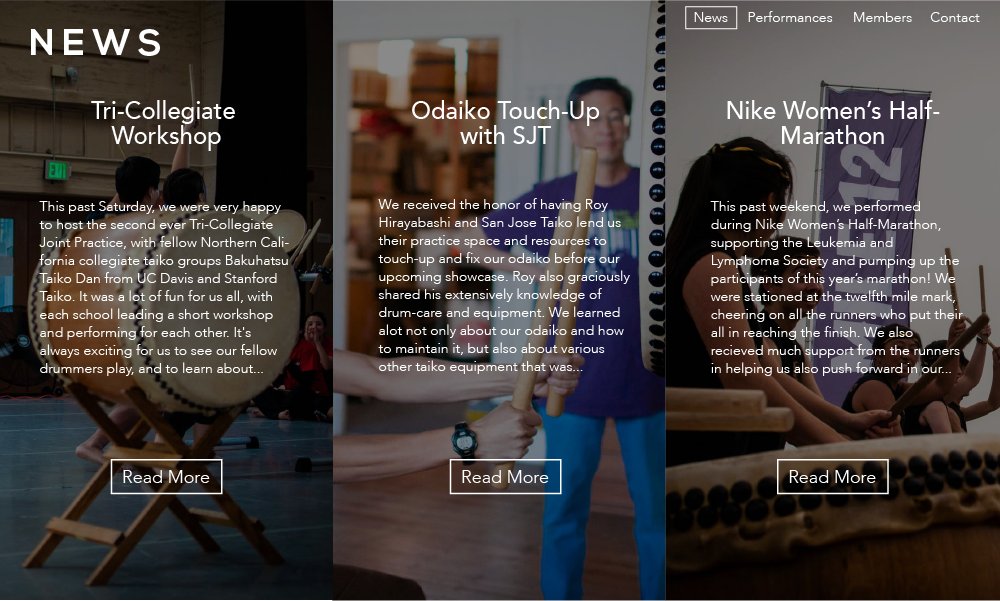 NEWS
News
Performances
Members
Contact
Tri-Collegiate
Workshop
This past Saturday, we were very happy
to host the second ever Tri-Collegiate
Joint Practice, with fellow Northern Cali-
fornia collegiate taiko groups Bakuhatsu
Taiko Dan from UC Davis and Stanford
Taiko. It was a lot of fun for us all, with
each school leading a short workshop
and performing for each other. It's
always exciting for us to see our fellow
drummers play, and to learn about...
Read More
Odaiko Touch-Up
with SJT
We received the honor of having Roy
Hirayabashi and San Jose Taiko lend us
their practice space and resources to
touch-up and fix our odaiko before our
upcoming showcase. Roy also graciously
shared his extensively knowledge of
drum-care and equipment. We learned
alot not only about our odaiko and how
to maintain it, but also about various
other taiko equipment that was...
Read More
Nike Women’s Half-
Marathon
This past weekend, we performed
during Nike Women’s Half-Marathon,
supporting the Leukemia and
Lymphoma Society and pumping up the
participants of this year’s marathon! We
were stationed at the twelfth mile mark,
cheering on all the runners who put their
all in reaching the finish. We also
recieved much support from the runners
in helping us also push forward in our...
Read More
EXIT
12